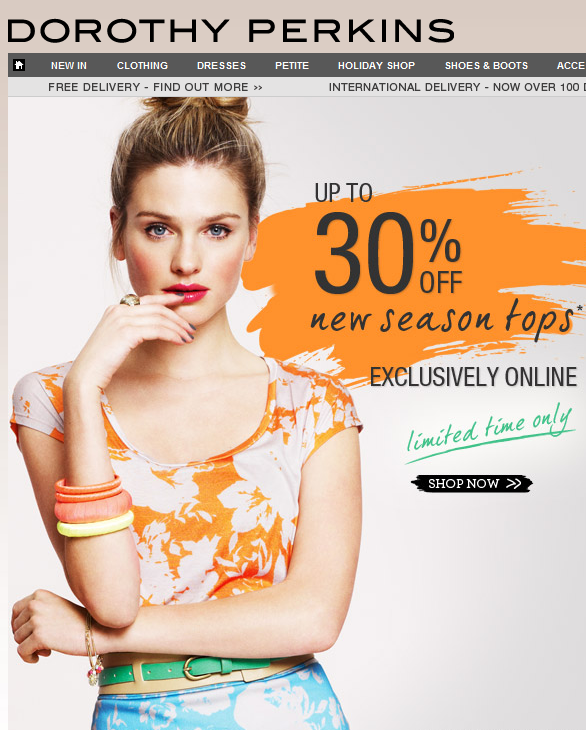 DOROTHY PERKINS
NEW IN CLOTHING DRESSES PETITE HOLIDAY SHOP SHOES & BOOTS ACCE
FREE DELIVERY - FIND OUT MORE >> INTERNATIONAL DELIVERY - NOW OVER 100
UP TO
30% OFF
new season tops*
EXCLUSIVELY ONLINE
limited time only
SHOP NOW >>